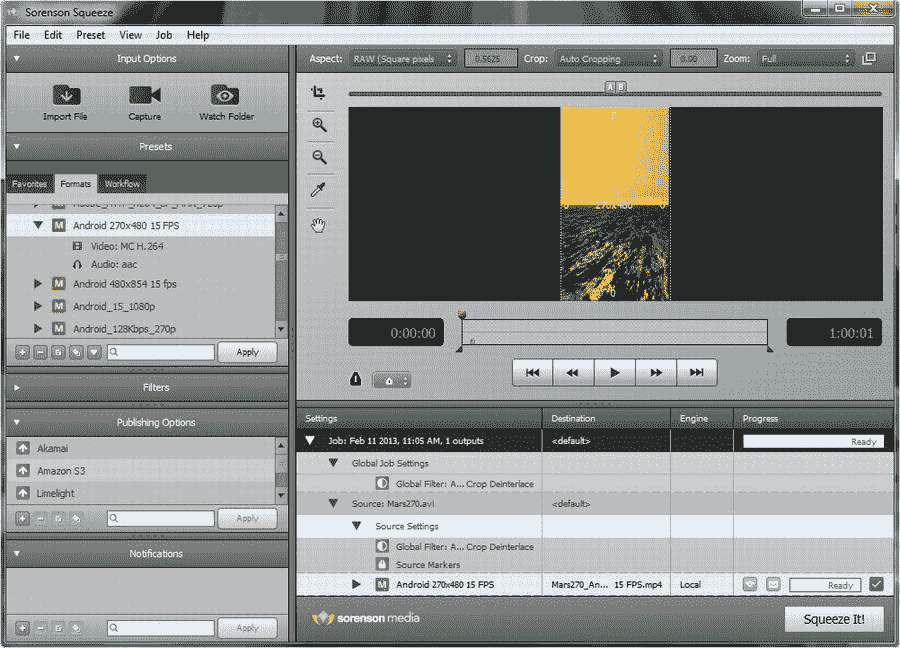 Sorenson Squeeze
File Edit Preset View Job Help
Input Options
Import File Capture Watch Folder
Presets
Favorites Formats Workflow
Android 270x480 15 FPS
Video: MC H.264
Audio: aac
Android 480x854 15 fps
Android_15_1080p
Android_128Kbps_270p
Apply
Filters
Publishing Options
Akamai
Amazon S3
Limelight
Apply
Notifications
Apply
Aspect: RAW (Square pixels 0.5625 Crop: Auto Cropping 0.00 Zoom: Full
A B
0 270x480 0
0:00:00
1:00:01
Settings Destination Engine Progress
Job: Feb 11 2013, 11:05 AM, 1 outputs <default> Ready
Global Job Settings
Global Filter: A... Crop Deinterlace
Source: Mars270.avi <default>
Source Settings
Global Filter: A... Crop Deinterlace
Source Markers
M Android 270x480 15 FPS Mars270_An... 15 FPS.mp4 Local Ready
sorenson media
Squeeze It!